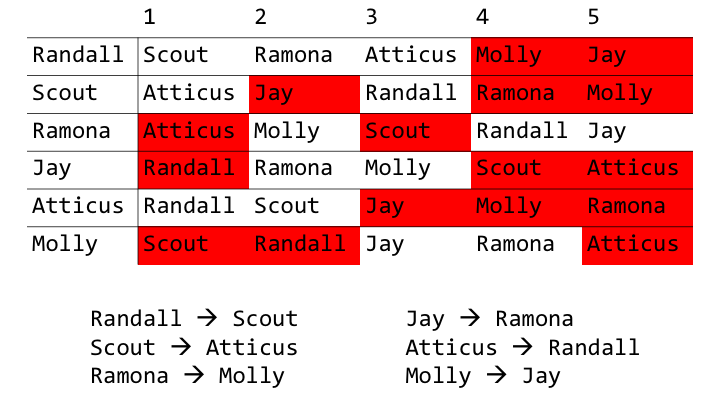 1 2 3 4 5
Randall Scout Ramona Atticus Molly Jay
Scout Atticus Jay Randall Ramona Molly
Ramona Atticus Molly Scout Randall Jay
Jay Randall Ramona Molly Scout Atticus
Atticus Randall Scout Jay Molly Ramona
Molly Scout Randall Jay Ramona Atticus
Randall → Scout Jay → Ramona
Scout → Atticus Atticus → Randall
Ramona → Molly Molly → Jay